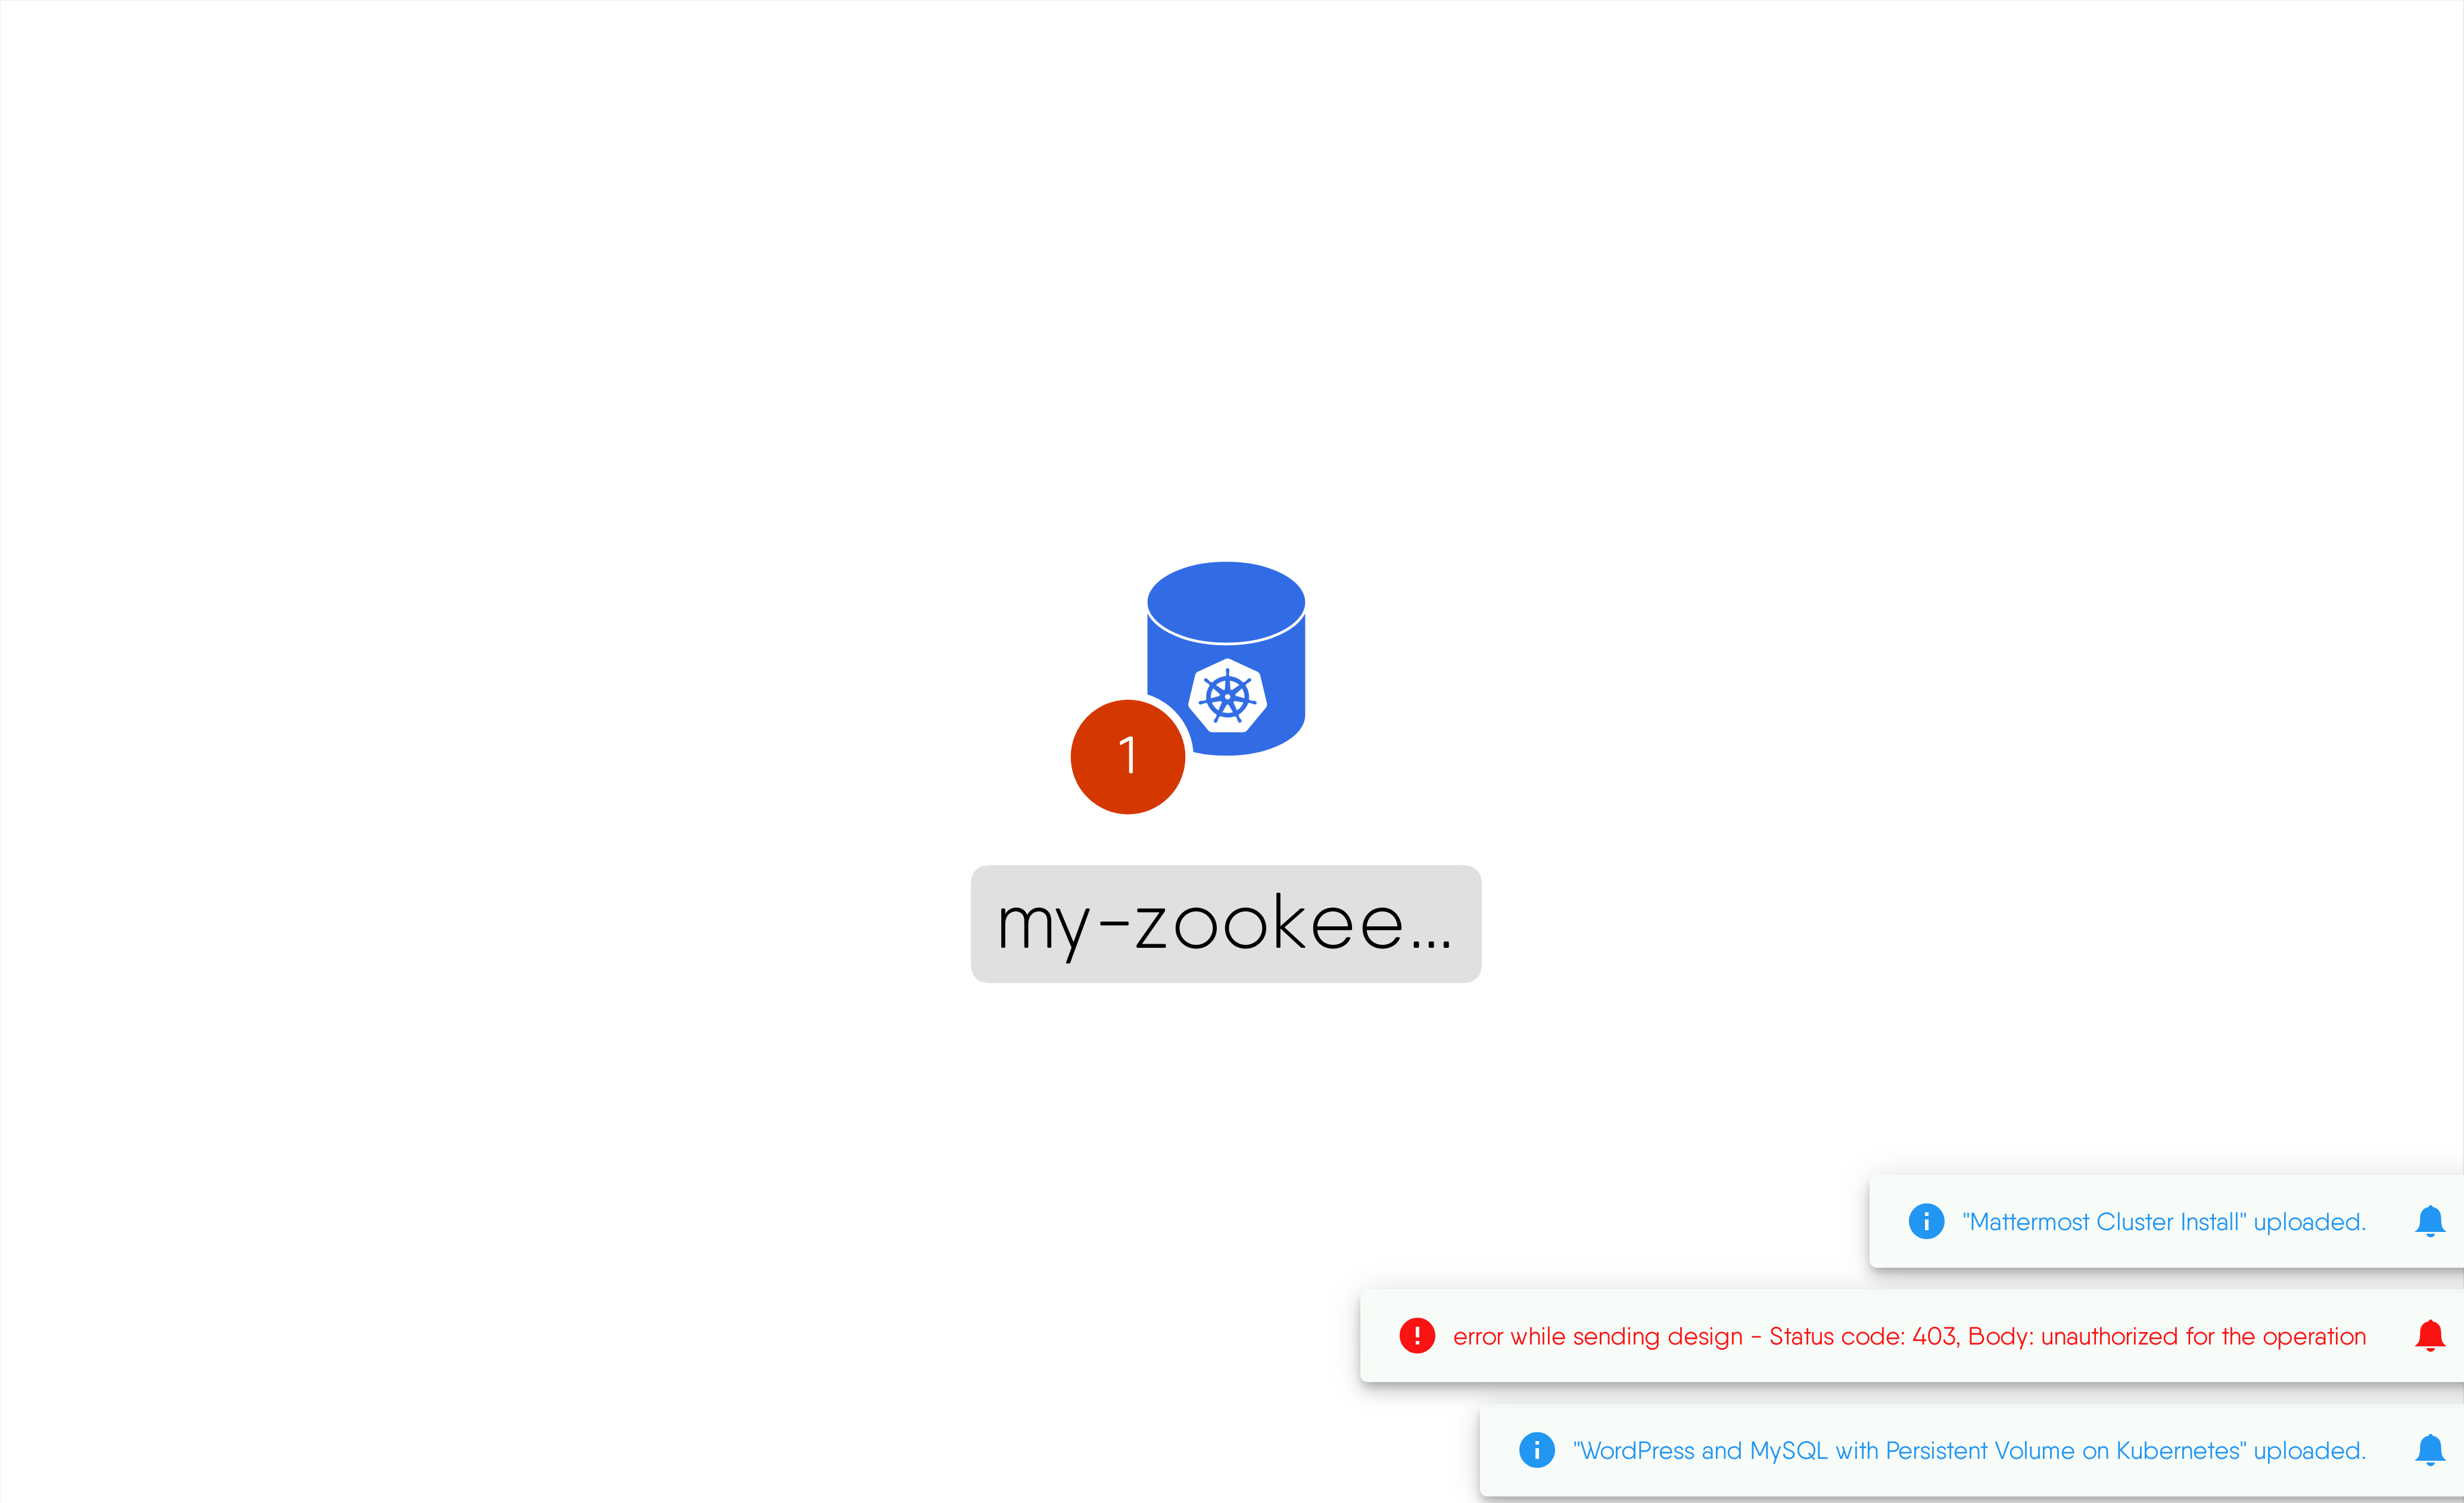 1
my-zookee...
"Mattermost Cluster Install" uploaded.
error while sending design - Status code: 403, Body: unauthorized for the operation
"WordPress and MySQL with Persistent Volume on Kubernetes" uploaded.